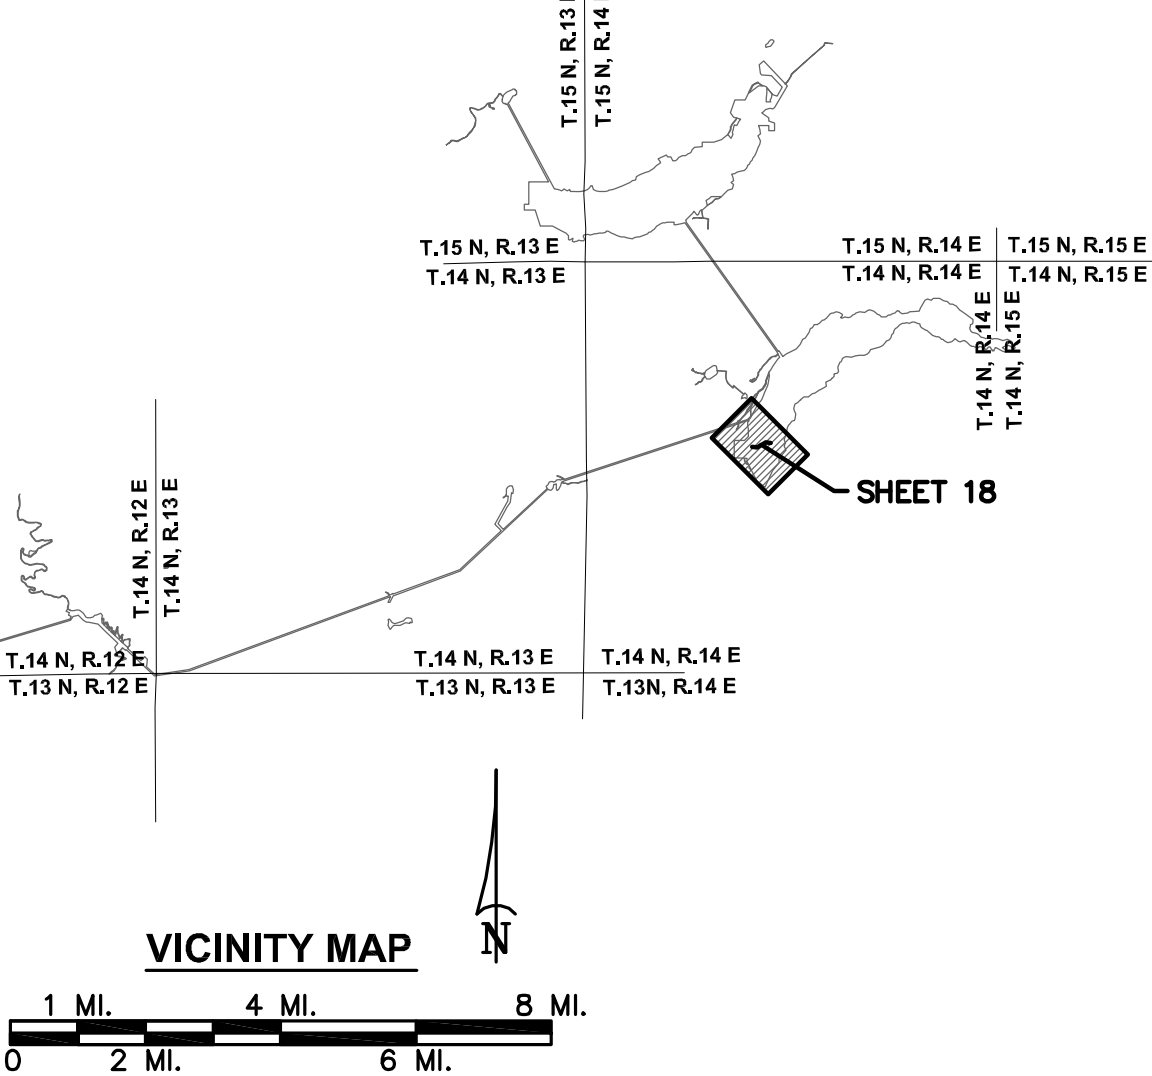 T.15 N, R.13
T.15 N, R.14
T.15 N, R.13 E
T.14 N, R.13 E
T.15 N, R.14 E
T.15 N, R.15 E
T.14 N, R.14 E
T.14 N, R.15 E
T.14 N, R.14 E
T.14 N, R.15 E
SHEET 18
T.14 N, R.12 E
T.14 N, R.13 E
T.14 N, R.12 E
T.14 N, R.13 E
T.14 N, R.14 E
T.13 N, R.12 E
T.13 N, R.13 E
T.13N, R.14 E
N
VICINITY MAP
1 MI.
4 MI.
8 MI.
0
2 MI.
6 MI.